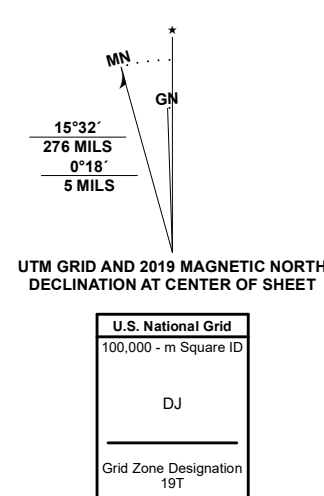 ★
MN
GN
15°32´
276 MILS
0°18´
5 MILS
UTM GRID AND 2019 MAGNETIC NORTH
DECLINATION AT CENTER OF SHEET
U.S. National Grid
100,000 - m Square ID
DJ
Grid Zone Designation
19T